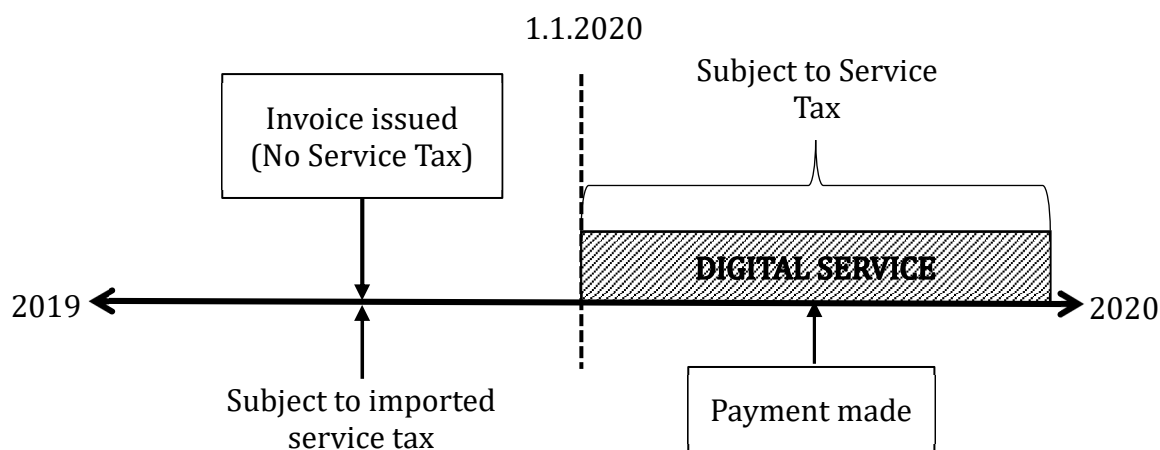 1.1.2020
Subject to Service
Tax
Invoice issued
(No Service Tax)
DIGITAL SERVICE
2019
2020
Subject to imported
service tax
Payment made